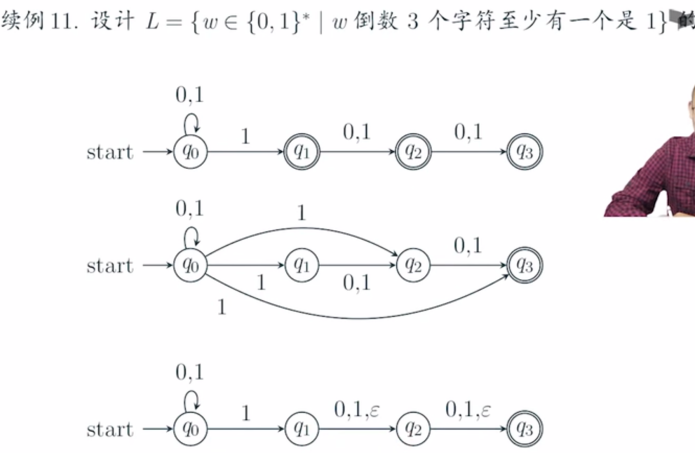 续例 11. 设计 L = {w ∈ {0, 1}* | w 倒数 3 个字符至少有一个是 1} 的
0,1
start q0 1 q1 0,1 q2 0,1 q3
0,1 1
start q0 1 q1 0,1 q2 0,1 q3
1
0,1
start q0 1 q1 0,1,ε q2 0,1,ε q3